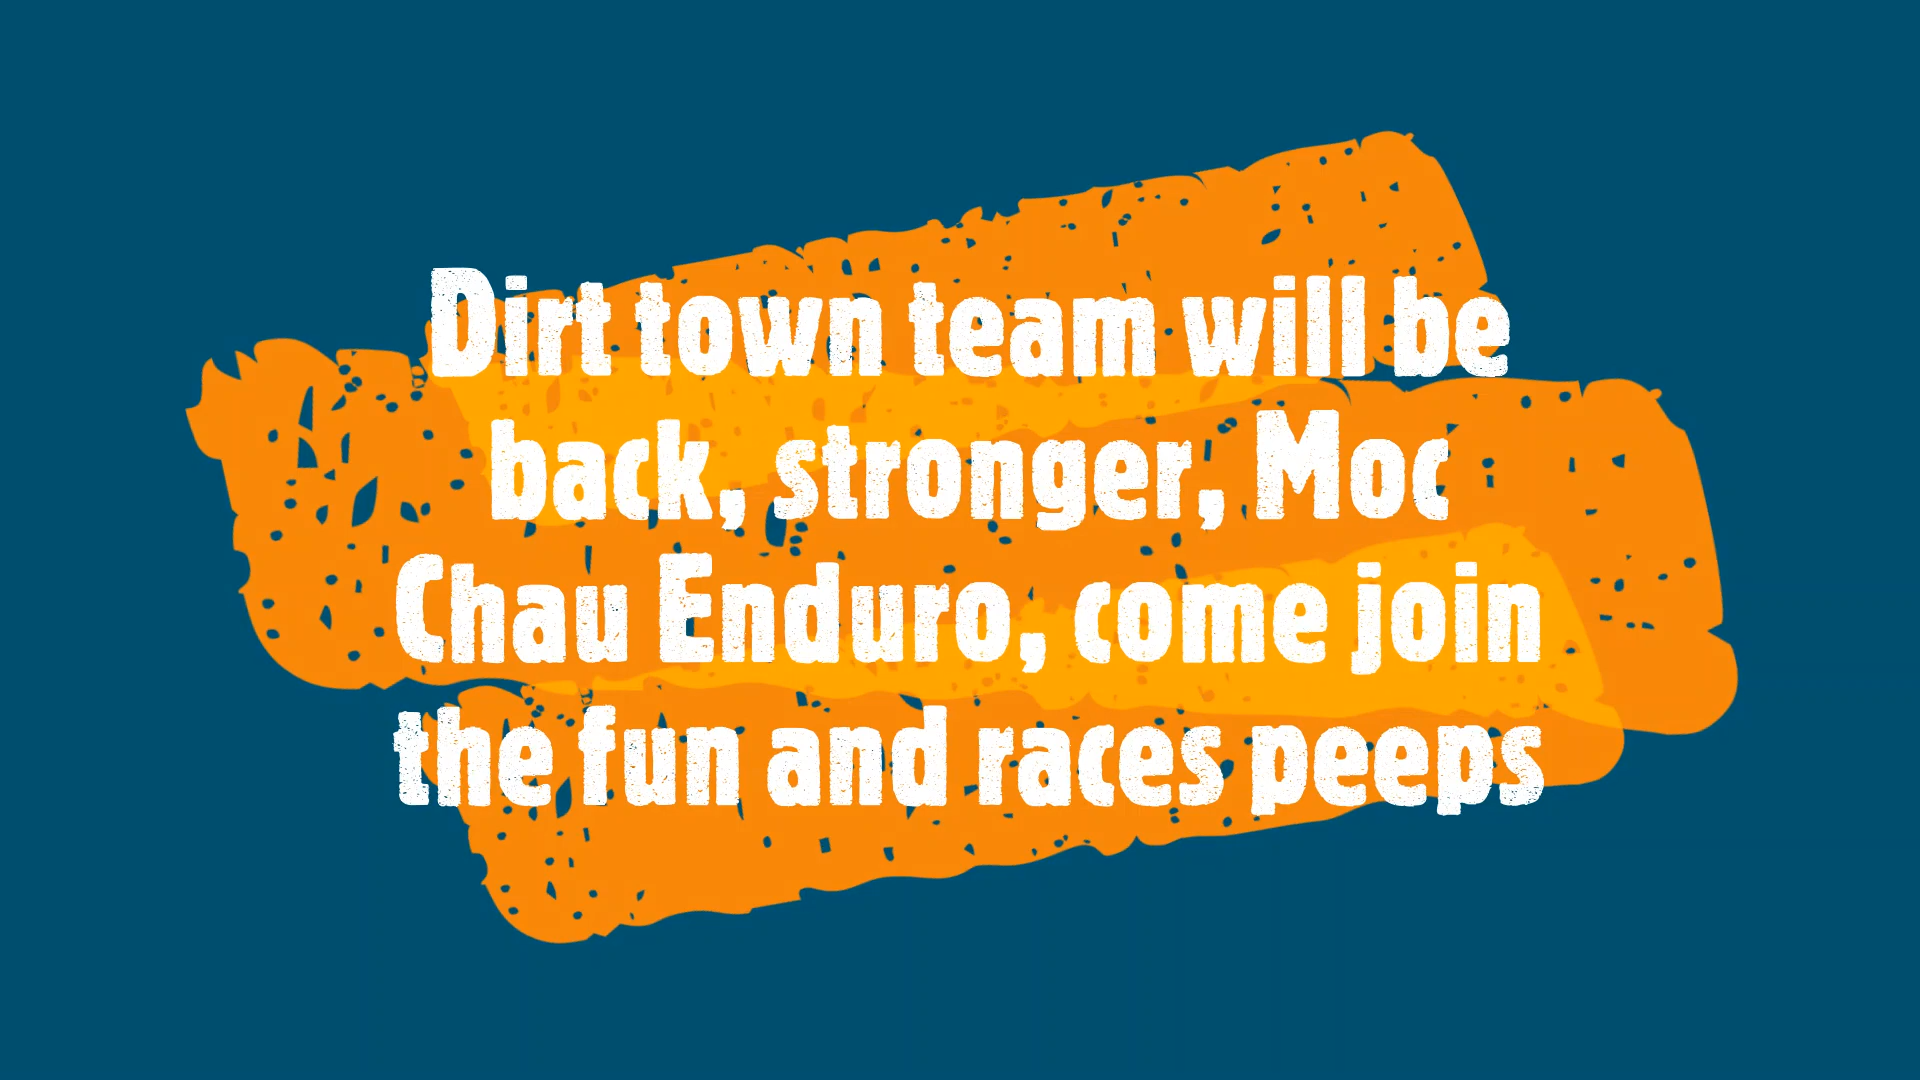 Dirt town team will be
back, stronger, Moc
Chau Enduro, come join
the fun and races peeps